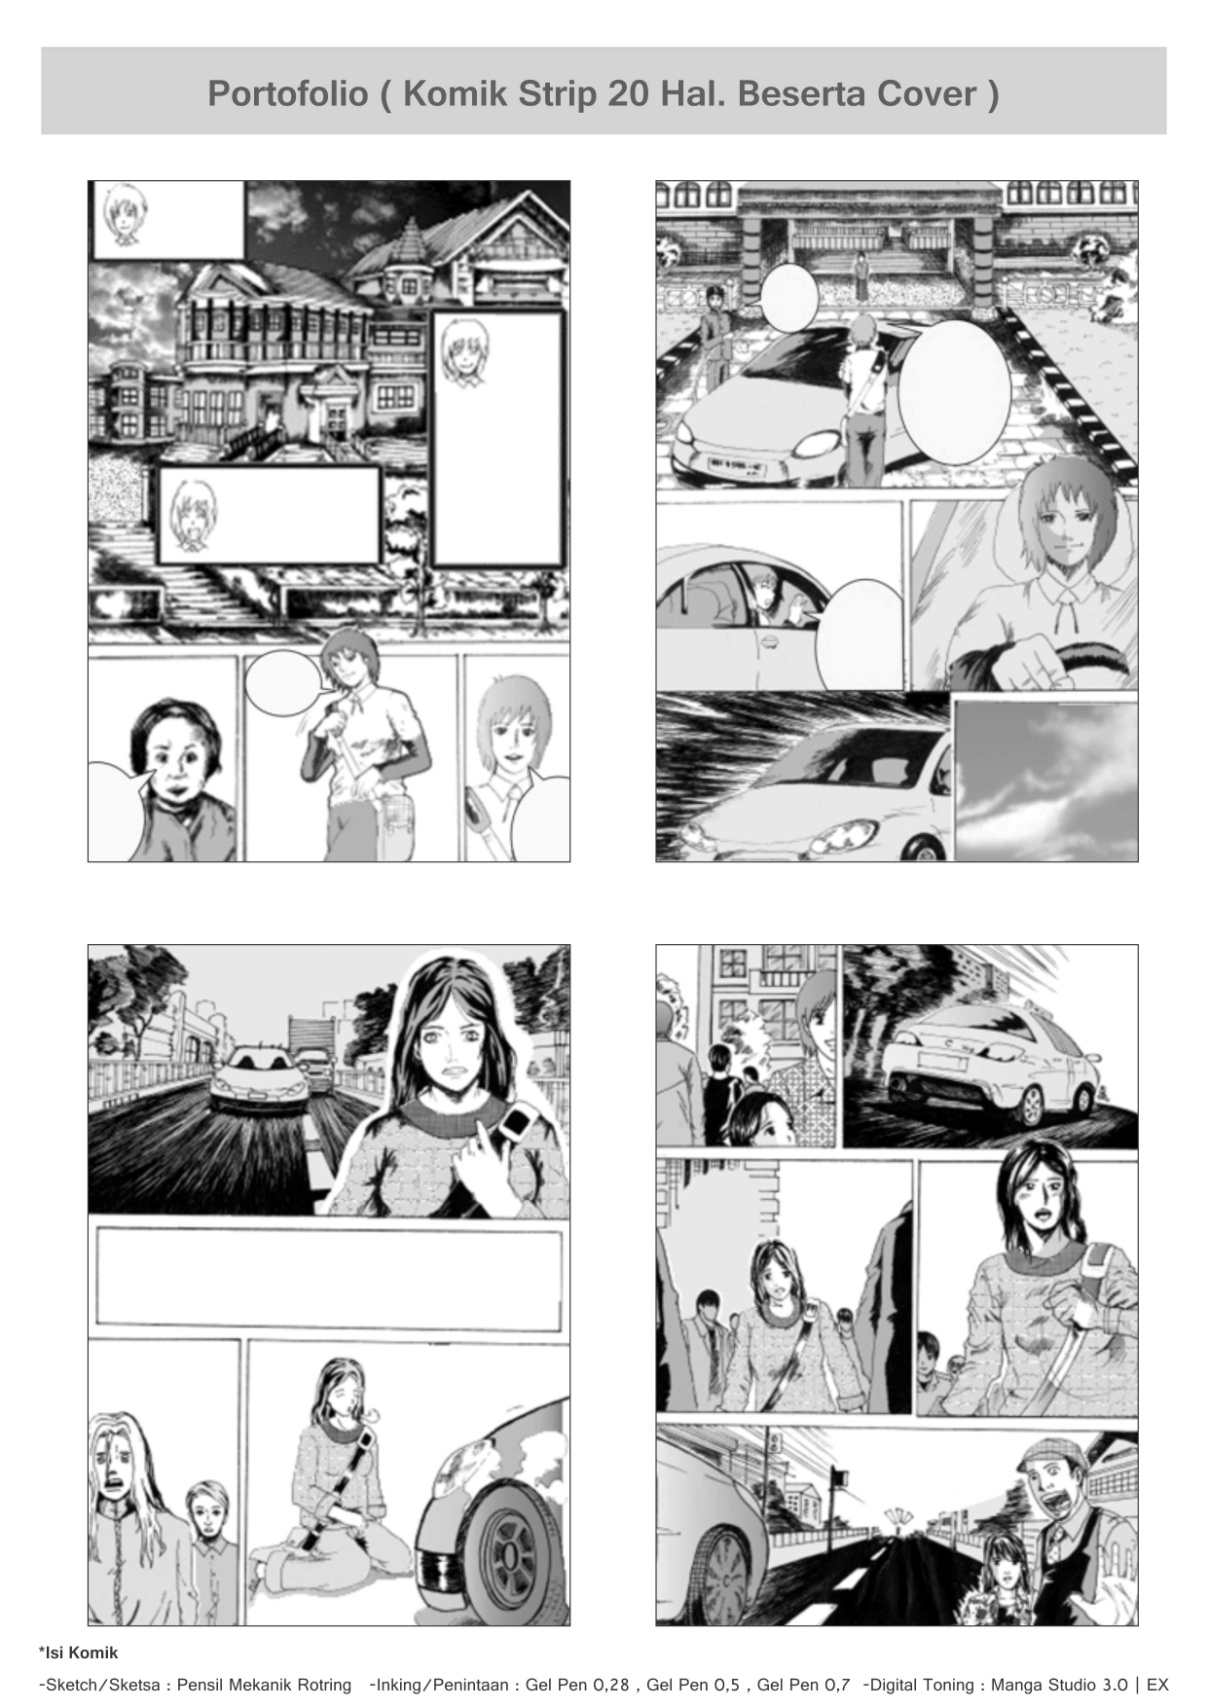 Portofolio ( Komik Strip 20 Hal. Beserta Cover )
*Isi Komik
-Sketch/Sketsa : Pensil Mekanik Rotring -Inking/Penintaan : Gel Pen 0,28 , Gel Pen 0,5 , Gel Pen 0,7 -Digital Toning : Manga Studio 3.0 | EX